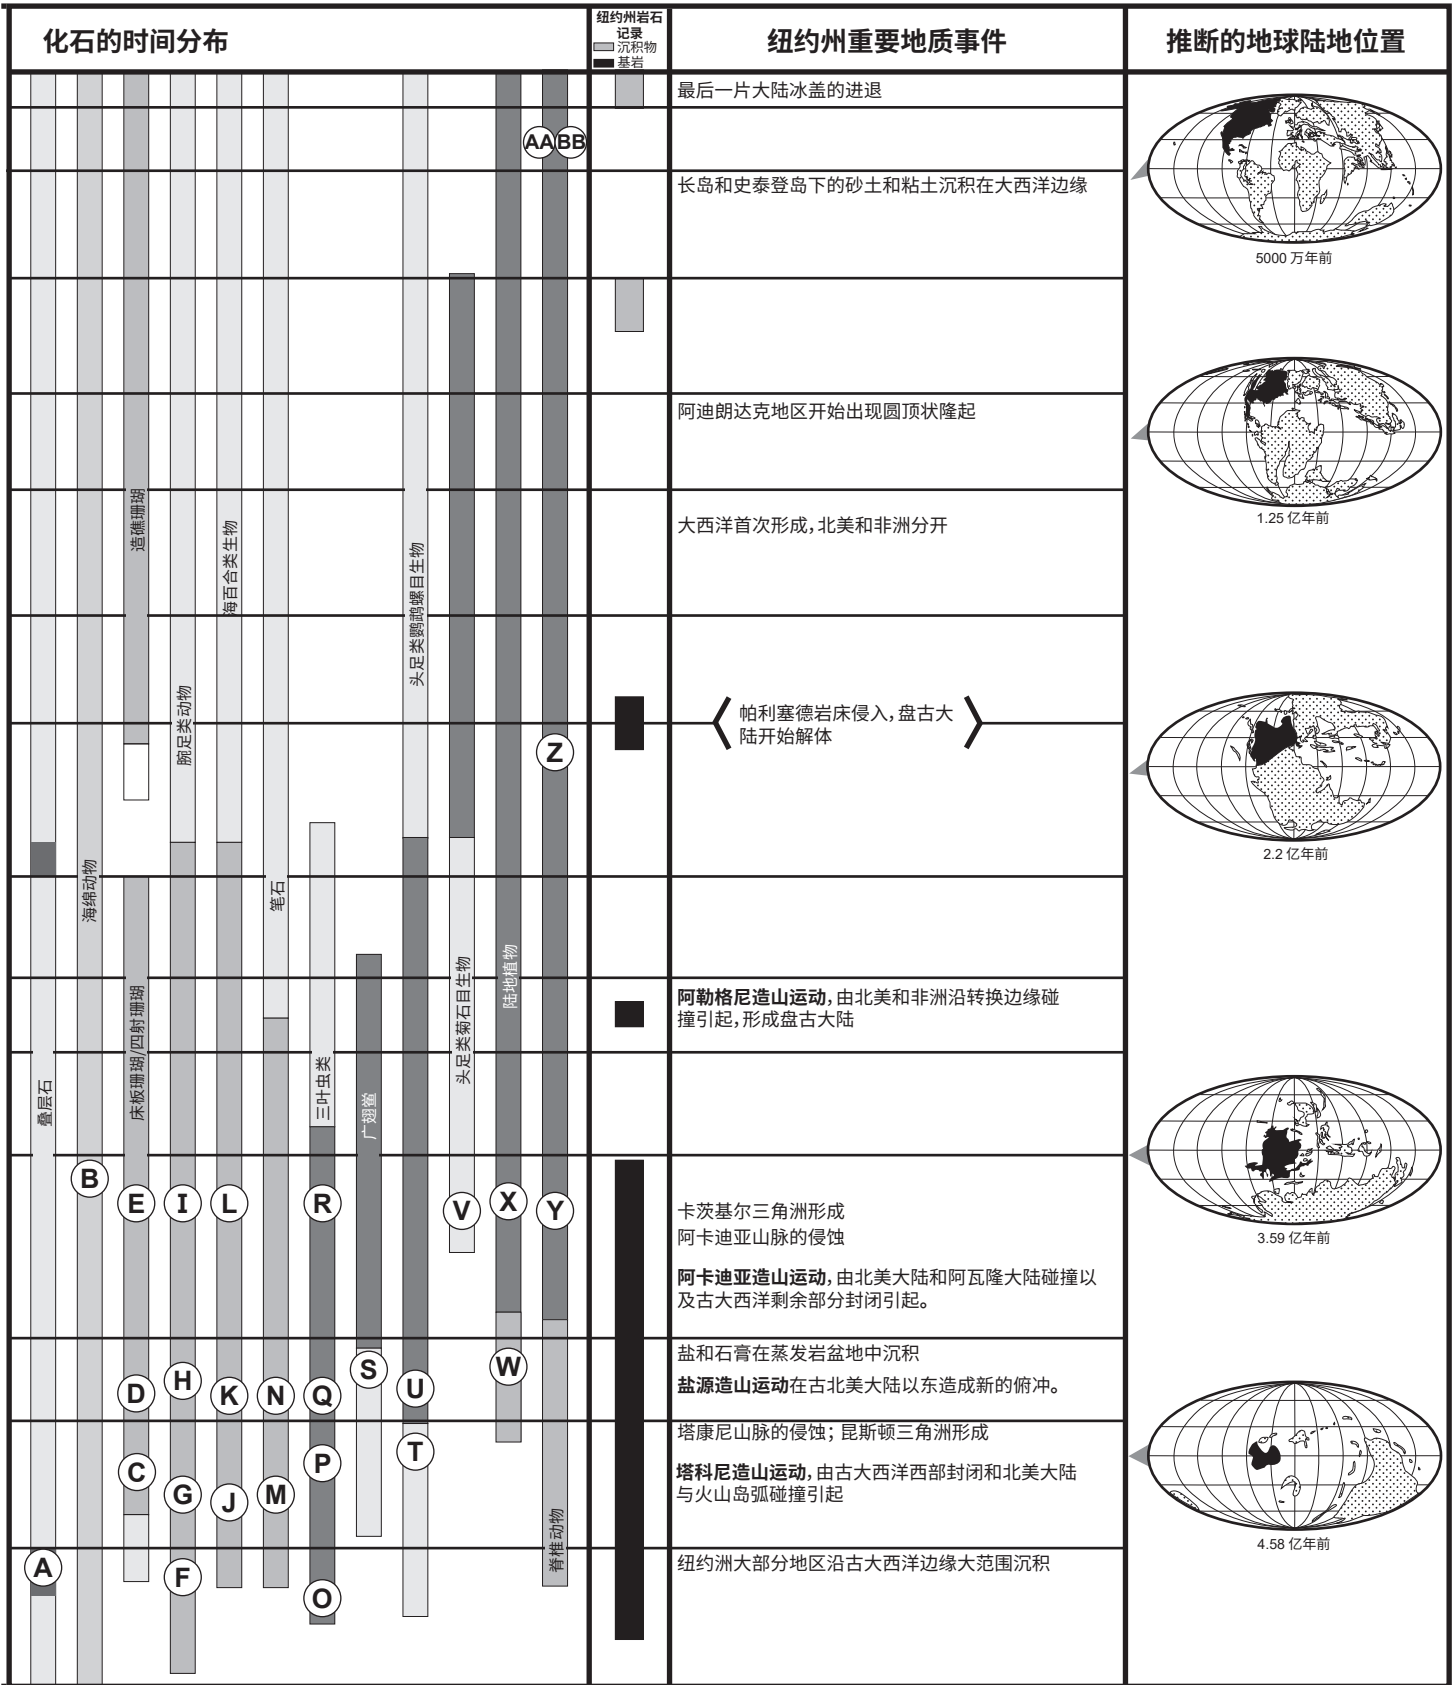 化石的时间分布
纽约州岩石
记录
沉积物
基岩
纽约州重要地质事件
推断的地球陆地位置
最后一片大陆冰盖的进退
AA BB
长岛和史泰登岛下的砂土和粘土沉积在大西洋边缘
5000 万年前
阿迪朗达克地区开始出现圆顶状隆起
造礁珊瑚
海百合类生物
头足类鹦鹉螺目生物
大西洋首次形成，北美和非洲分开
1.25 亿年前
腕足类动物
帕利塞德岩床侵入，盘古大
陆开始解体
Z
2.2 亿年前
海绵动物
笔石
陆地植物
头足类菊石目生物
床板珊瑚/四射珊瑚
叠层石
三叶虫类
广翅鲎
阿勒格尼造山运动，由北美和非洲沿转换边缘碰
撞引起，形成盘古大陆
B
E I L R V X Y
卡茨基尔三角洲形成
阿卡迪亚山脉的侵蚀
3.59 亿年前
阿卡迪亚造山运动，由北美大陆和阿瓦隆大陆碰撞以
及古大西洋剩余部分封闭引起。
盐和石膏在蒸发岩盆地中沉积
盐源造山运动在古北美大陆以东造成新的俯冲。
D H K N Q S U W
塔康尼山脉的侵蚀；昆斯顿三角洲形成
塔科尼造山运动，由古大西洋西部封闭和北美大陆
与火山岛弧碰撞引起
C G J M P T
脊椎动物
4.58 亿年前
纽约洲大部分地区沿古大西洋边缘大范围沉积
A F O